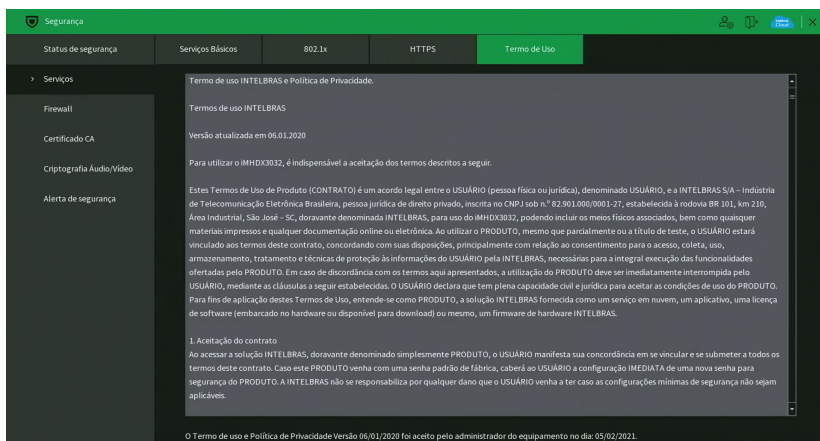 Segurança
Status de segurança
Serviços Básicos
802.1x
HTTPS
Termo de Uso
> Serviços
Firewall
Certificado CA
Criptografia Áudio/Vídeo
Alerta de segurança
Termo de uso INTELBRAS e Política de Privacidade.
Termos de uso INTELBRAS
Versão atualizada em 06.01.2020
Para utilizar o iMHDX3032, é indispensável a aceitação dos termos descritos a seguir.
Estes Termos de Uso de Produto (CONTRATO) é um acordo legal entre o USUÁRIO (pessoa física ou jurídica), denominado USUÁRIO, e a INTELBRAS S/A – Indústria
de Telecomunicação Eletrônica Brasileira, pessoa jurídica de direito privado, inscrita no CNPJ sob n.º 82.901.000/0001-27, estabelecida à rodovia BR 101, km 210,
Área Industrial, São José – SC, doravante denominada INTELBRAS, para uso do iMHDX3032, podendo incluir os meios físicos associados, bem como quaisquer
materiais impressos e qualquer documentação online ou eletrônica. Ao utilizar o PRODUTO, mesmo que parcialmente ou a título de teste, o USUÁRIO estará
vinculado aos termos deste contrato, concordando com suas disposições, principalmente com relação ao consentimento para o acesso, coleta, uso,
armazenamento, tratamento e técnicas de proteção às informações do USUÁRIO pela INTELBRAS, necessárias para a integral execução das funcionalidades
ofertadas pelo PRODUTO. Em caso de discordância com os termos aqui apresentados, a utilização do PRODUTO deve ser imediatamente interrompida pelo
USUÁRIO, mediante as cláusulas a seguir estabelecidas. O USUÁRIO declara que tem plena capacidade civil e jurídica para aceitar as condições de uso do PRODUTO.
Para fins de aplicação destes Termos de Uso, entende-se como PRODUTO, a solução INTELBRAS fornecida como um serviço em nuvem, um aplicativo, uma licença
de software (embarcado no hardware ou disponível para download) ou mesmo, um firmware de hardware INTELBRAS.
1. Aceitação do contrato
Ao acessar a solução INTELBRAS, doravante denominado simplesmente PRODUTO, o USUÁRIO manifesta sua concordância em se vincular e se submeter a todos os
termos deste contrato. Caso este PRODUTO venha com uma senha padrão de fábrica, caberá ao USUÁRIO a configuração IMEDIATA de uma nova senha para
segurança do PRODUTO. A INTELBRAS não se responsabiliza por qualquer dano que o USUÁRIO venha a ter caso as configurações mínimas de segurança não sejam
aplicáveis.
O Termo de uso e Política de Privacidade Versão 06/01/2020 foi aceito pelo administrador do equipamento no dia: 05/02/2021.